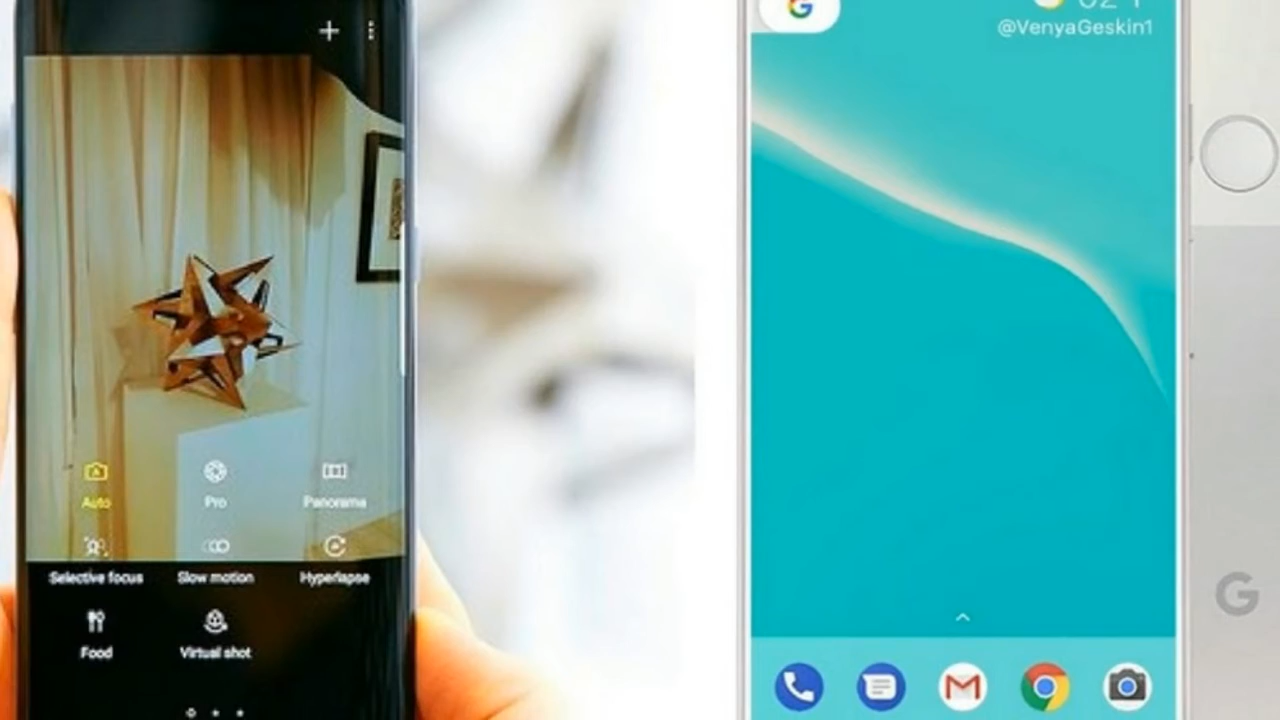 @VenyaGeskin1
Auto
Pro
Panorama
Selective focus
Slow motion
Hyperlapse
Food
Virtual shot
G